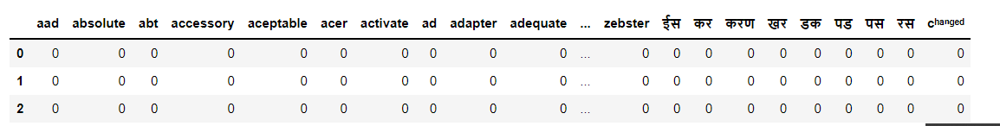 aad absolute abt accessory aceptable acer activate ad adapter adequate ... zebster ईस कर करण खर डक पड पस रस cʰᵃⁿᵍᵉᵈ
0 0 0 0 0 0 0 0 0 0 0 ... 0 0 0 0 0 0 0 0 0 0
1 0 0 0 0 0 0 0 0 0 0 ... 0 0 0 0 0 0 0 0 0 0
2 0 0 0 0 0 0 0 0 0 0 ... 0 0 0 0 0 0 0 0 0 0